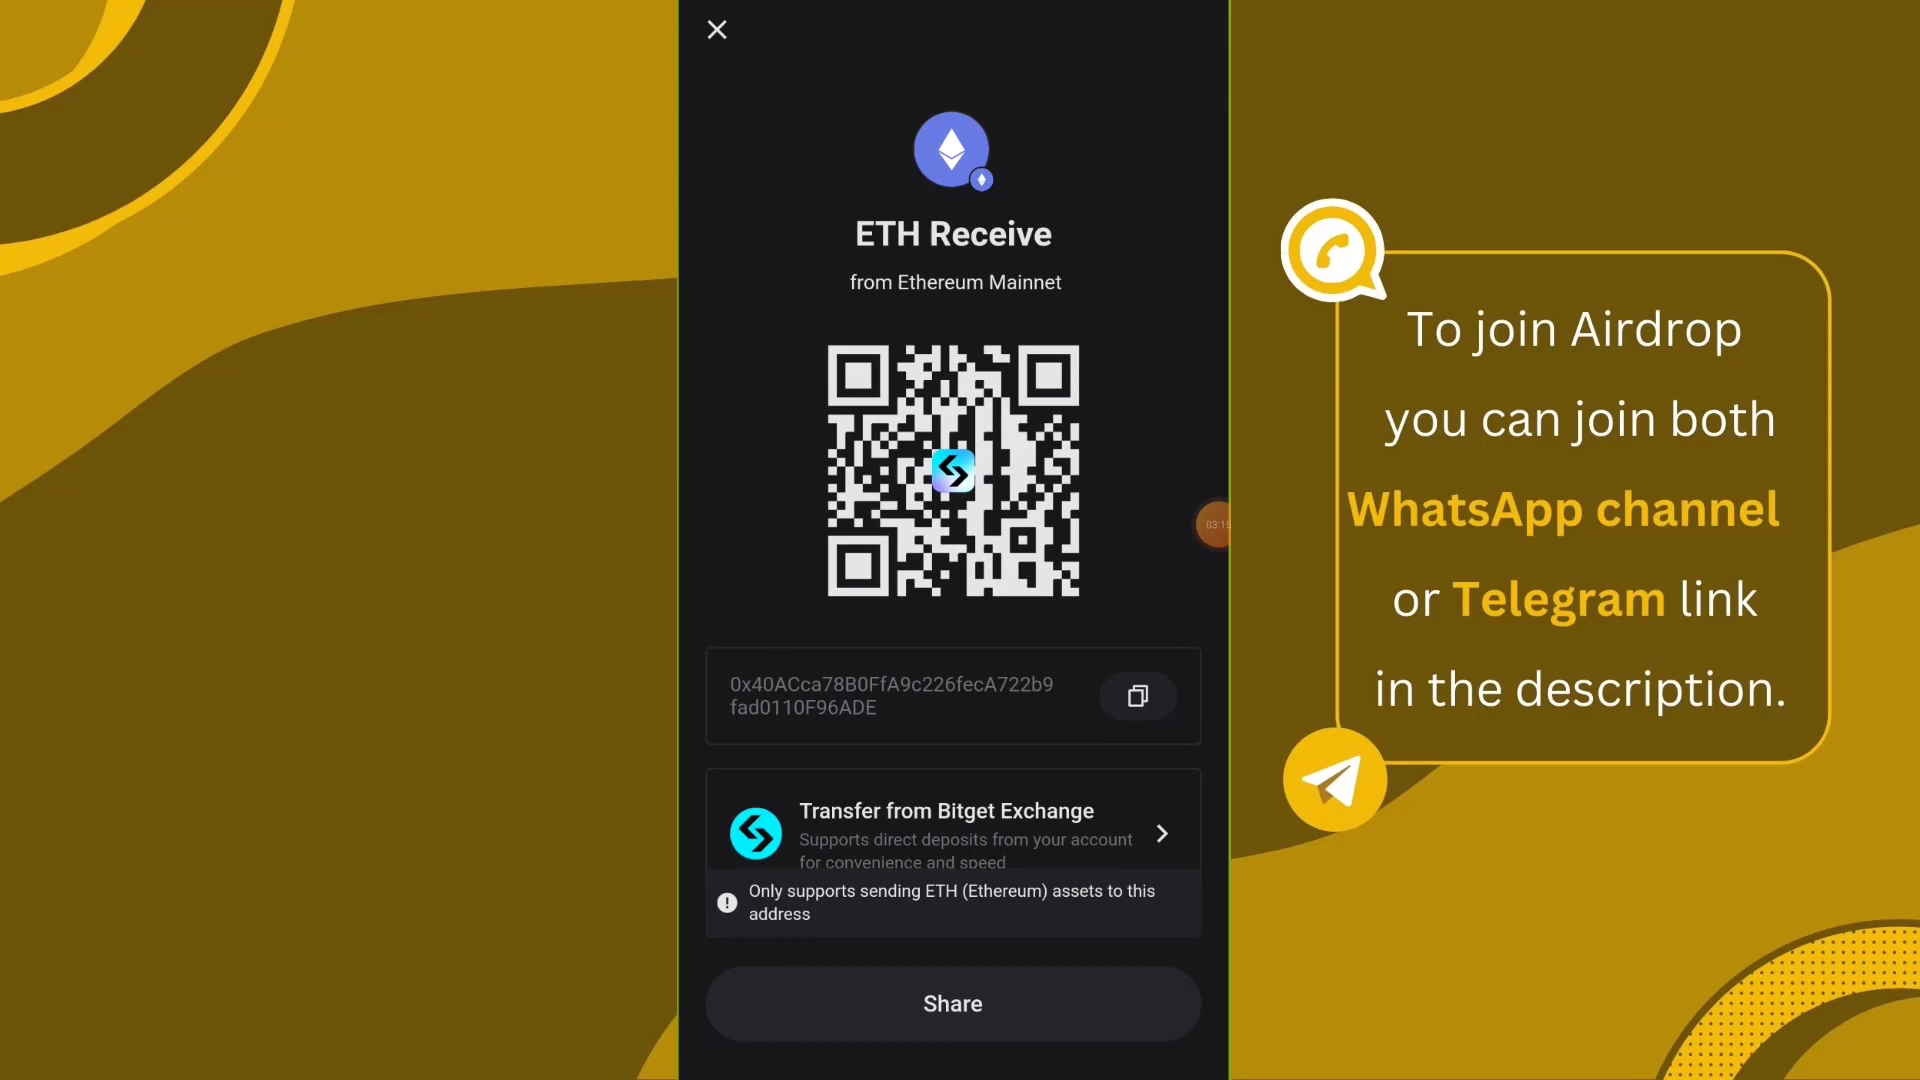 ETH Receive
from Ethereum Mainnet
0x40ACca78B0FfA9c226fecA722b9
fad0110F96ADE
Transfer from Bitget Exchange
Supports direct deposits from your account
for convenience and speed
Only supports sending ETH (Ethereum) assets to this
address
Share
03:15
To join Airdrop
you can join both
WhatsApp channel
or Telegram link
in the description.